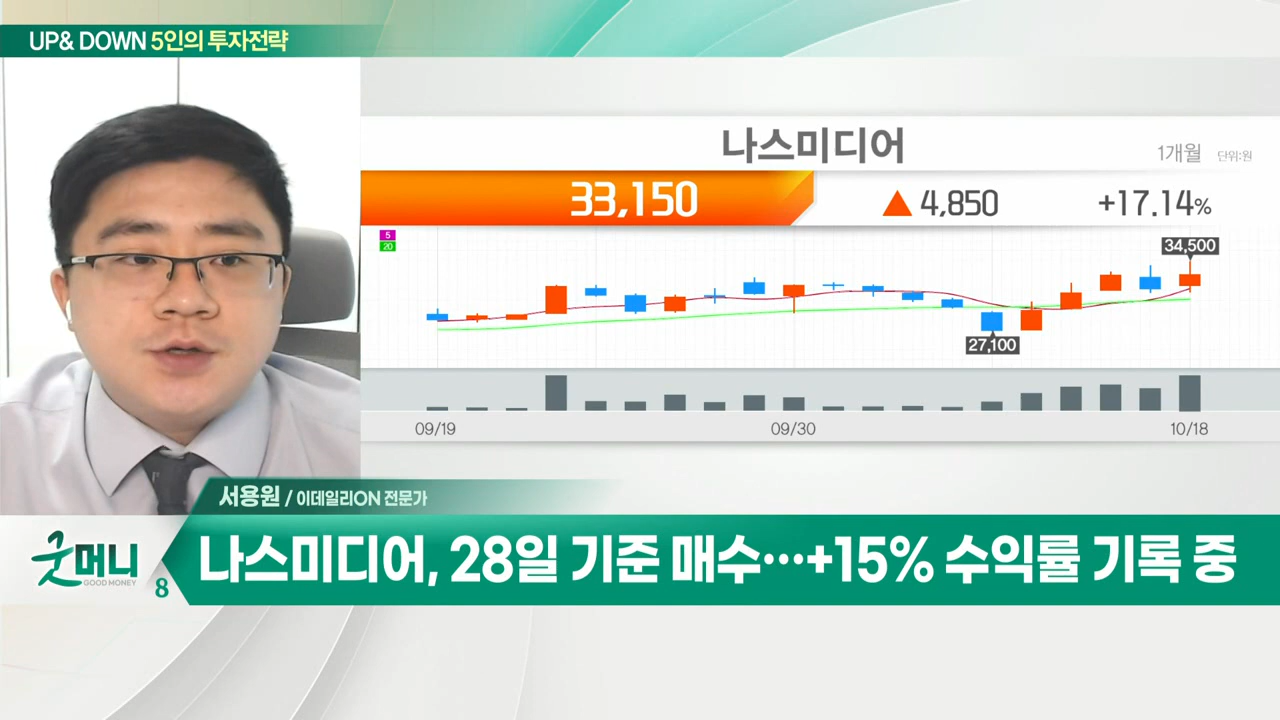 UP& DOWN 5인의 투자전략
나스미디어
1개월 단위:원
33,150 ▲ 4,850 +17.14%
5
20
34,500
27,100
09/19 09/30 10/18
서용원 / 이데일리ON 전문가
굿머니
GOOD MONEY
8
나스미디어, 28일 기준 매수…+15% 수익률 기록 중